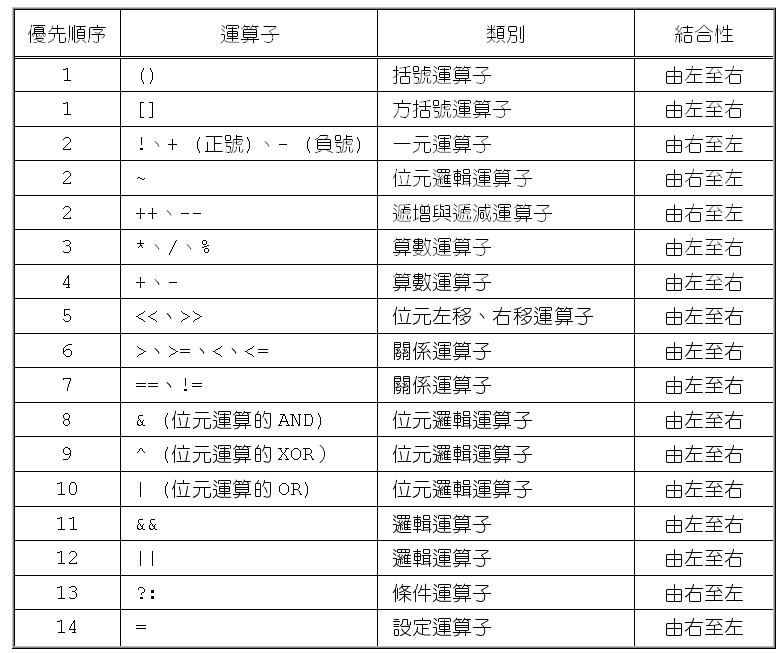 優先順序 運算子 類別 結合性
1 () 括號運算子 由左至右
1 [] 方括號運算子 由左至右
2 !、+ (正號)、- (負號) 一元運算子 由右至左
2 ~ 位元邏輯運算子 由右至左
2 ++、-- 遞增與遞減運算子 由右至左
3 *、/、% 算數運算子 由左至右
4 +、- 算數運算子 由左至右
5 <<、>> 位元左移、右移運算子 由左至右
6 >、>=、<、<= 關係運算子 由左至右
7 ==、!= 關係運算子 由左至右
8 & (位元運算的 AND) 位元邏輯運算子 由左至右
9 ^ (位元運算的 XOR) 位元邏輯運算子 由左至右
10 | (位元運算的 OR) 位元邏輯運算子 由左至右
11 && 邏輯運算子 由左至右
12 || 邏輯運算子 由左至右
13 ?: 條件運算子 由右至左
14 = 設定運算子 由右至左